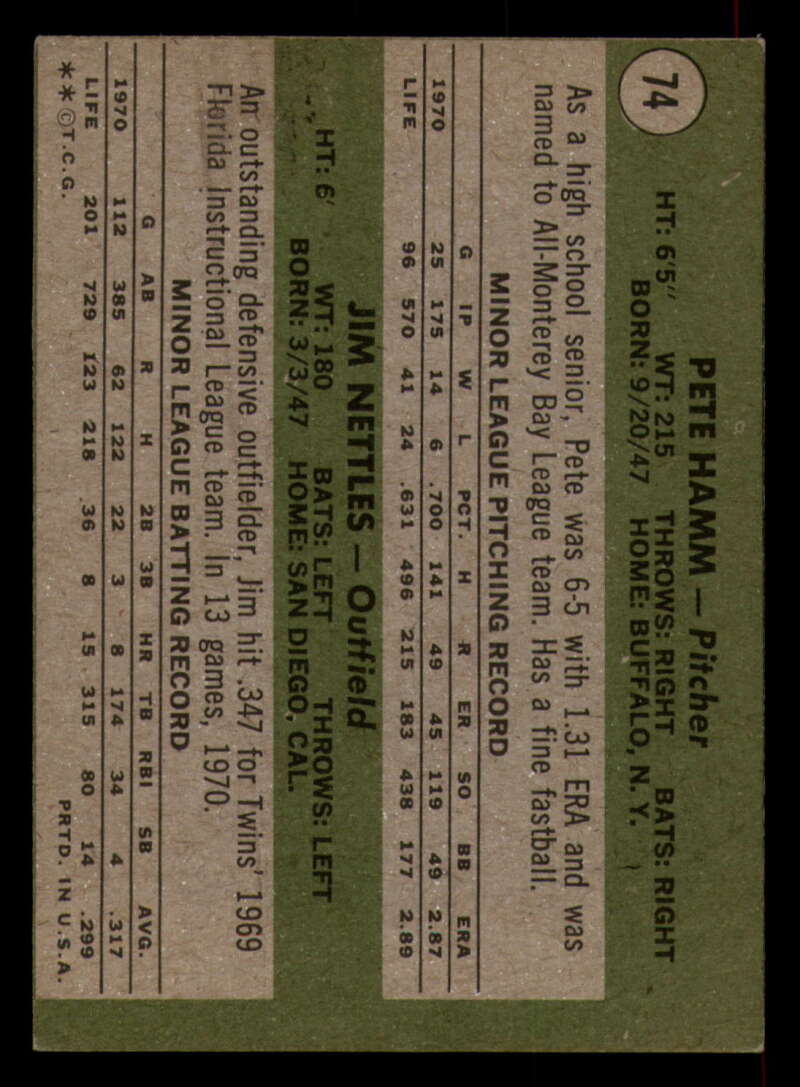 74
PETE HAMM — Pitcher
HT: 6'5" WT: 215 THROWS: RIGHT BATS: RIGHT
BORN: 9/20/47 HOME: BUFFALO, N. Y.
As a high school senior, Pete was 6-5 with 1.31 ERA and was
named to All-Monterey Bay League team. Has a fine fastball.
MINOR LEAGUE PITCHING RECORD
G IP W L PCT. H R ER SO BB ERA
1970 25 175 14 6 .700 141 49 45 119 49 2.87
LIFE 96 570 41 24 .631 496 215 183 438 177 2.89
JIM NETTLES — Outfield
HT: 6' WT: 180 BATS: LEFT THROWS: LEFT
BORN: 3/3/47 HOME: SAN DIEGO, CAL.
An outstanding defensive outfielder, Jim hit .347 for Twins' 1969
Florida Instructional League team. In 13 games, 1970.
MINOR LEAGUE BATTING RECORD
G AB R H 2B 3B HR TB RBI SB AVG.
1970 112 385 62 122 22 3 8 174 34 4 .317
LIFE 201 729 123 218 36 8 15 315 80 14 .299
**©T.C.G. PRTD. IN U.S.A.